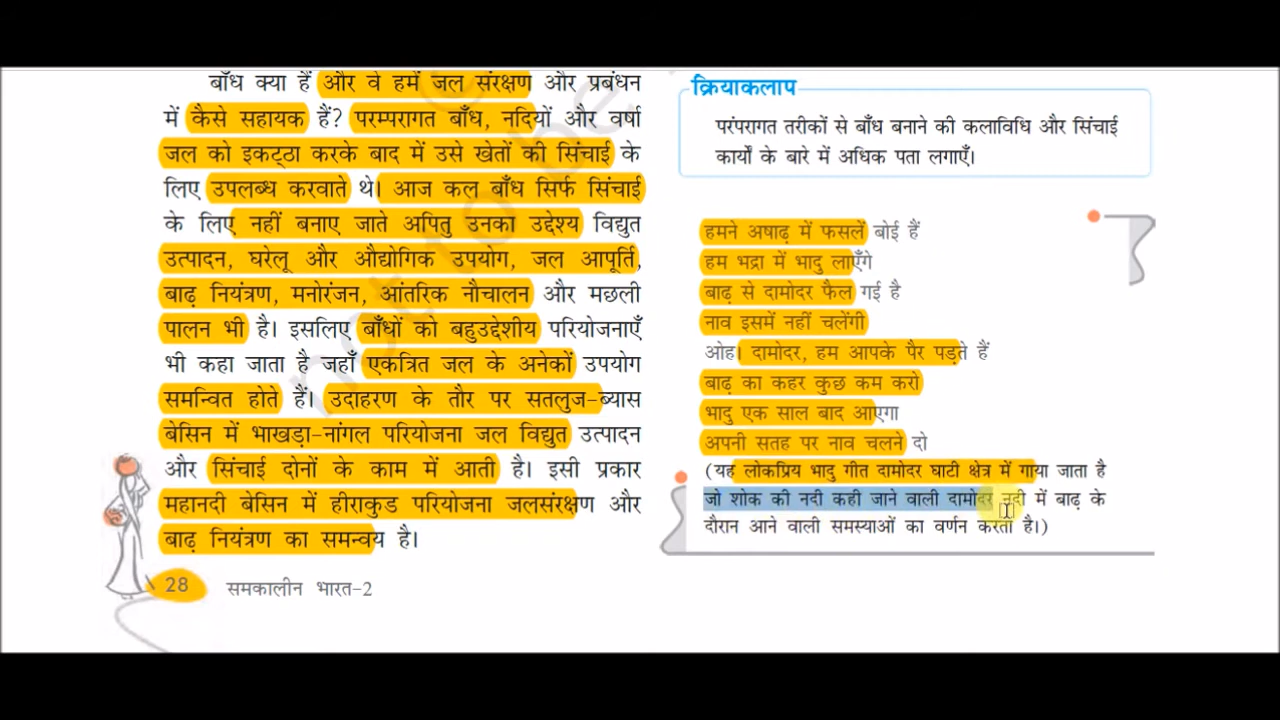 बाँध क्या हैं और वे हमें जल संरक्षण और प्रबंधन
में कैसे सहायक हैं? परम्परागत बाँध, नदियों और वर्षा
जल को इकट्ठा करके बाद में उसे खेतों की सिंचाई के
लिए उपलब्ध करवाते थे। आज कल बाँध सिर्फ सिंचाई
के लिए नहीं बनाए जाते अपितु उनका उद्देश्य विद्युत
उत्पादन, घरेलू और औद्योगिक उपयोग, जल आपूर्ति,
बाढ़ नियंत्रण, मनोरंजन, आंतरिक नौचालन और मछली
पालन भी है। इसलिए बाँधों को बहुउद्देशीय परियोजनाएँ
भी कहा जाता है जहाँ एकत्रित जल के अनेकों उपयोग
समन्वित होते हैं। उदाहरण के तौर पर सतलुज-ब्यास
बेसिन में भाखड़ा-नांगल परियोजना जल विद्युत उत्पादन
और सिंचाई दोनों के काम में आती है। इसी प्रकार
महानदी बेसिन में हीराकुड परियोजना जलसंरक्षण और
बाढ़ नियंत्रण का समन्वय है।
28 समकालीन भारत-2
क्रियाकलाप
परंपरागत तरीकों से बाँध बनाने की कलाविधि और सिंचाई
कार्यों के बारे में अधिक पता लगाएँ।
हमने अषाढ़ में फसलें बोई हैं
हम भद्रा में भादु लाएँगे
बाढ़ से दामोदर फैल गई है
नाव इसमें नहीं चलेंगी
ओह। दामोदर, हम आपके पैर पड़ते हैं
बाढ़ का कहर कुछ कम करो
भादु एक साल बाद आएगा
अपनी सतह पर नाव चलने दो
(यह लोकप्रिय भादु गीत दामोदर घाटी क्षेत्र में गाया जाता है
जो शोक की नदी कही जाने वाली दामोदर नदी में बाढ़ के
दौरान आने वाली समस्याओं का वर्णन करता है।)
not to be